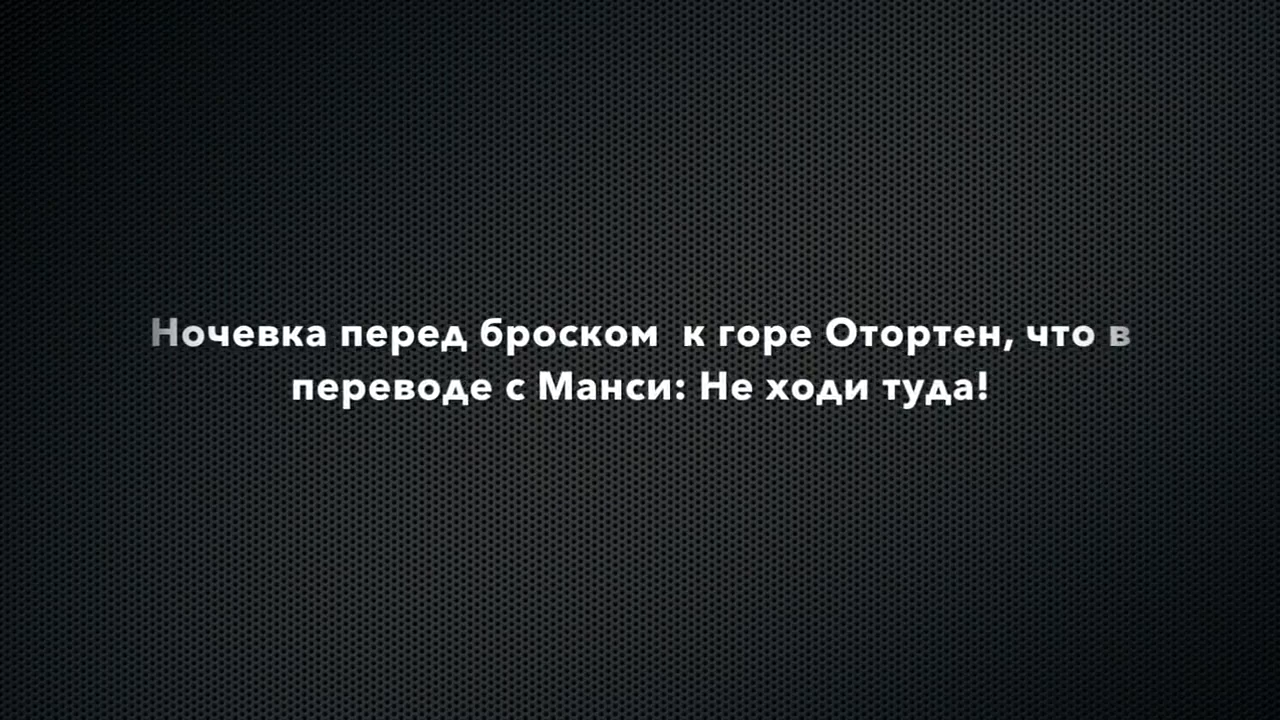 Ночевка перед броском  к горе Отортен, что в
переводе с Манси: Не ходи туда!